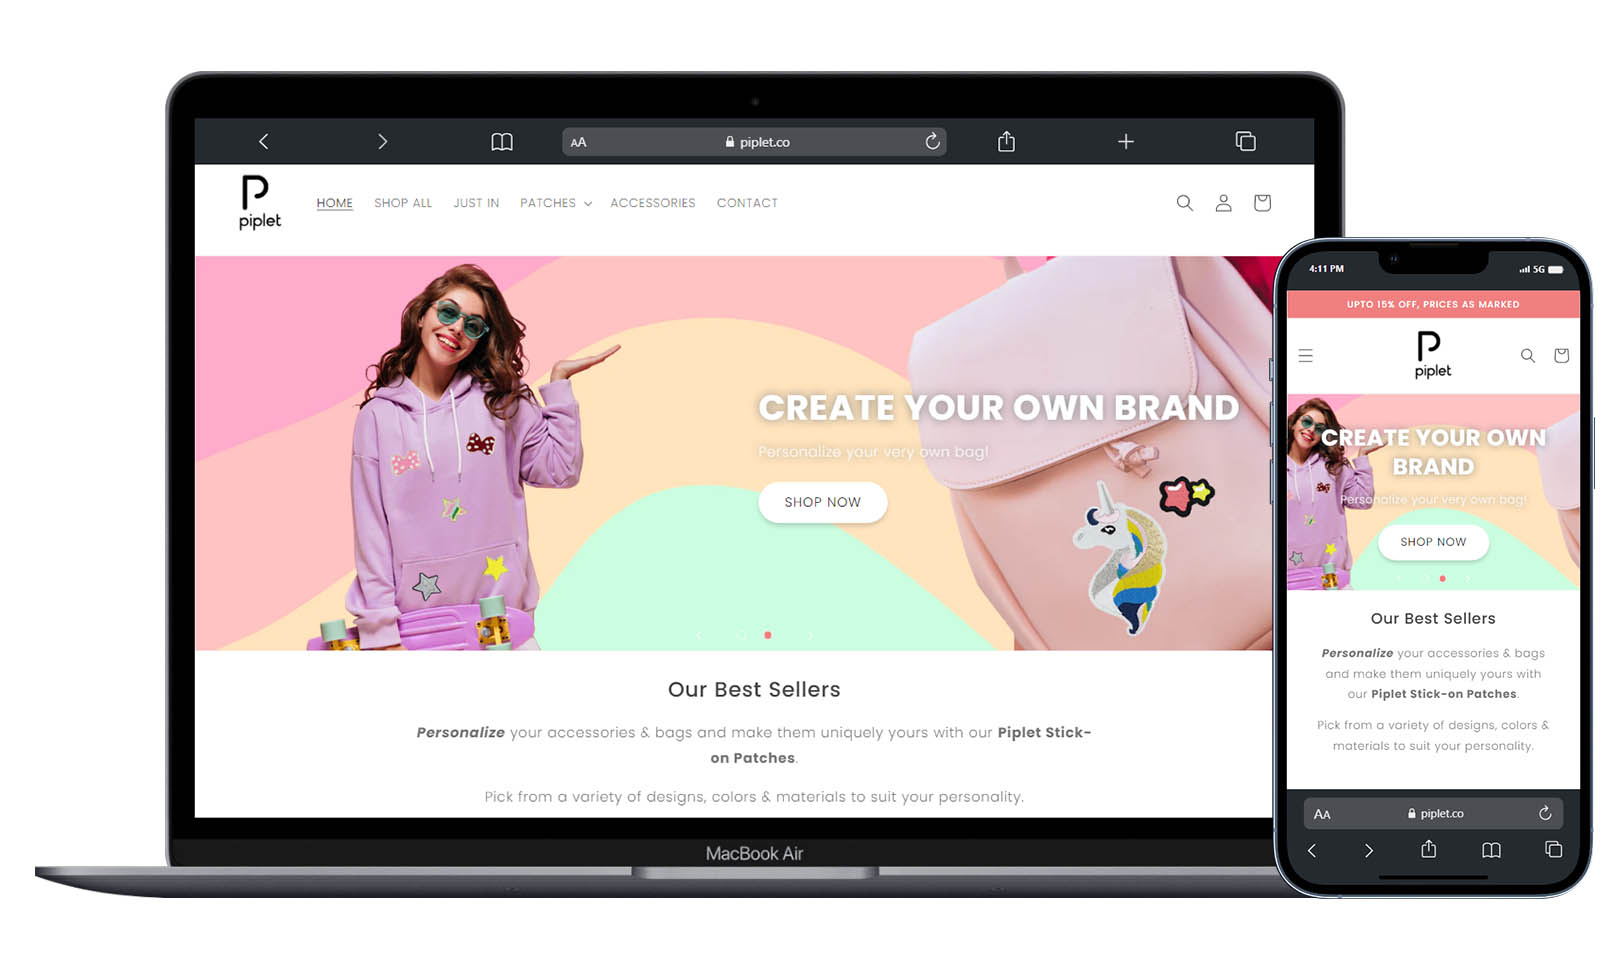 AA piplet.co
piplet
HOME SHOP ALL JUST IN PATCHES ACCESSORIES CONTACT
CREATE YOUR OWN BRAND
Personalize your very own bag!
SHOP NOW
Our Best Sellers
Personalize your accessories & bags and make them uniquely yours with our Piplet Stick-
on Patches.
Pick from a variety of designs, colors & materials to suit your personality.
MacBook Air
4:11 PM 5G
UPTO 15% OFF, PRICES AS MARKED
piplet
CREATE YOUR OWN
BRAND
Personalize your very own bag!
SHOP NOW
Our Best Sellers
Personalize your accessories & bags
and make them uniquely yours with
our Piplet Stick-on Patches.
Pick from a variety of designs, colors &
materials to suit your personality.
AA piplet.co